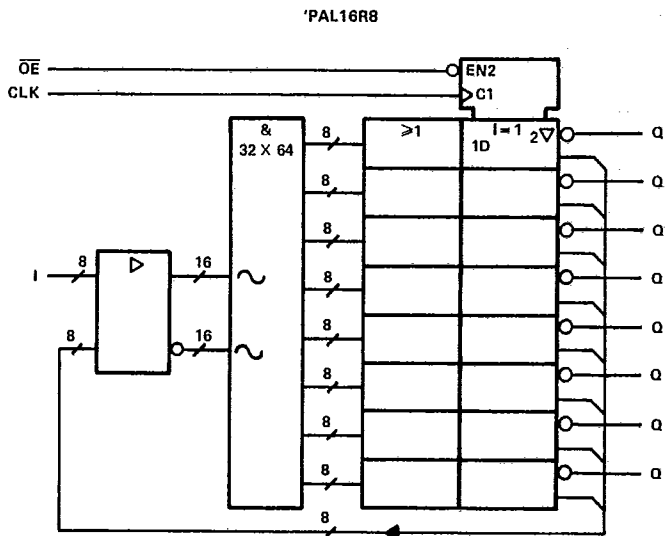 'PAL16R8
OE
EN2
CLK
C1
&
32 X 64
8
≥1
I = 1
1D
2▽
Q
8
Q
8
Q
8
Q
8
Q
8
Q
8
Q
8
Q
I
8
▷
16
8
16
8